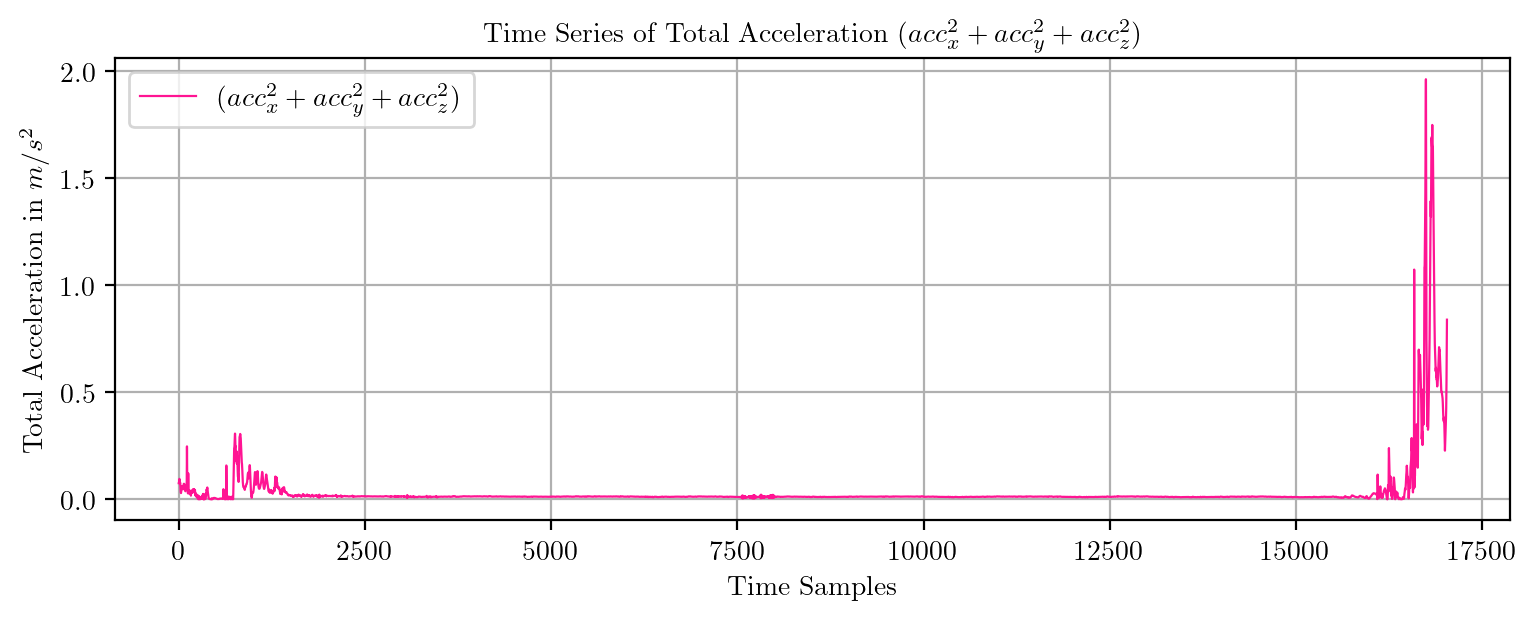 Time Series of Total Acceleration $(acc_x^2 + acc_y^2 + acc_z^2)$
$(acc_x^2 + acc_y^2 + acc_z^2)$
Total Acceleration in $m/s^2$
2.0
1.5
1.0
0.5
0.0
0 2500 5000 7500 10000 12500 15000 17500
Time Samples